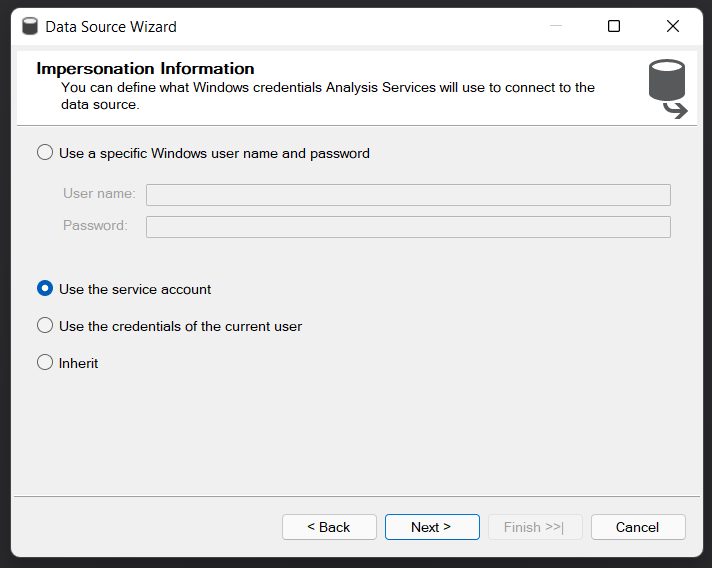 Data Source Wizard
Impersonation Information
You can define what Windows credentials Analysis Services will use to connect to the
data source.
Use a specific Windows user name and password
User name:
Password:
Use the service account
Use the credentials of the current user
Inherit
< Back
Next >
Finish >>|
Cancel